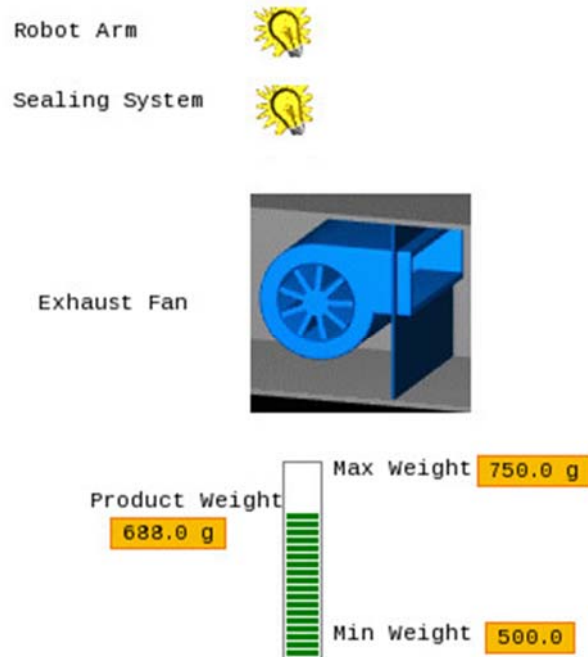 Robot Arm
Sealing System
Exhaust Fan
Max Weight 750.0 g
Product Weight
688.0 g
Min Weight 500.0